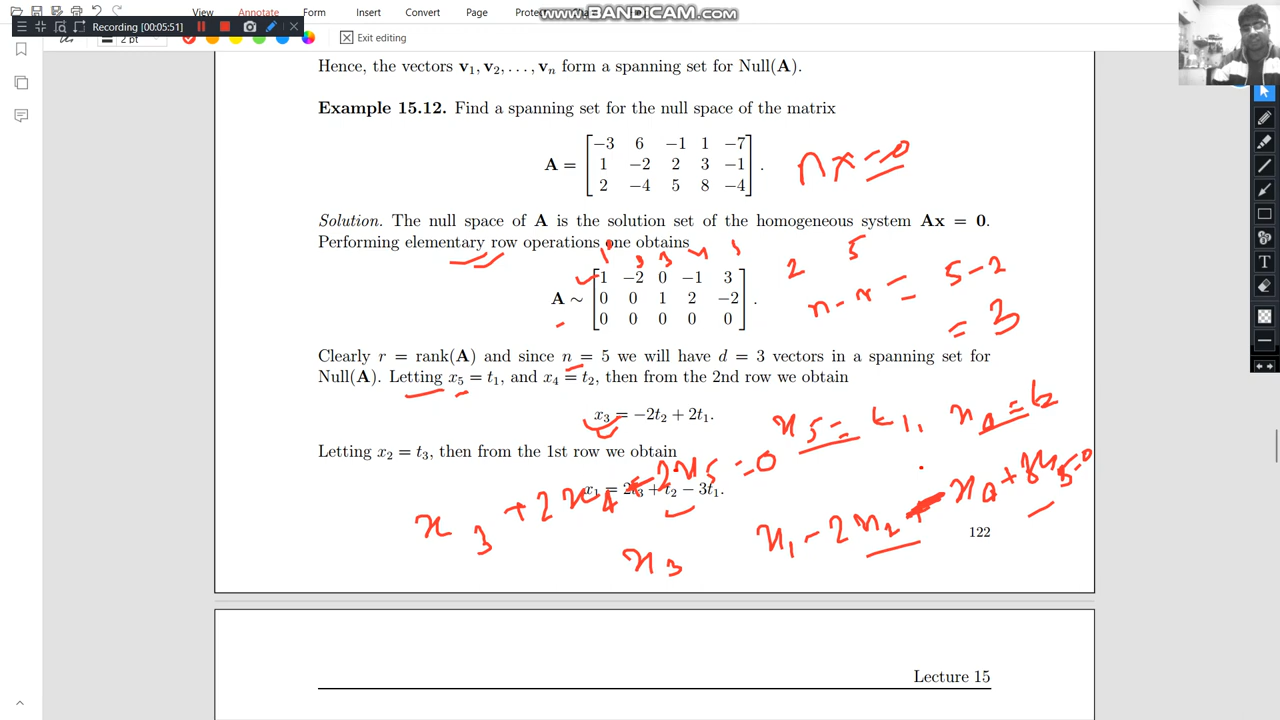 www.BANDICAM.com
View Annotate Form Insert Convert Page Prote
Recording [00:05:51]
2 pt
Exit editing
Hence, the vectors v₁, v₂, . . . , vₙ form a spanning set for Null(A).
Example 15.12. Find a spanning set for the null space of the matrix
A = [−3 6 −1 1 −7
1 −2 2 3 −1
2 −4 5 8 −4] .
nx = 0
Solution. The null space of A is the solution set of the homogeneous system Ax = 0.
Performing elementary row operations one obtains
A ∼ [1 −2 0 −1 3
0 0 1 2 −2
0 0 0 0 0] .
2 5
n - r = 5 - 2
= 3
Clearly r = rank(A) and since n = 5 we will have d = 3 vectors in a spanning set for
Null(A). Letting x₅ = t₁, and x₄ = t₂, then from the 2nd row we obtain
x₃ = −2t₂ + 2t₁.
x5 = t1, x4 = t2
Letting x₂ = t₃, then from the 1st row we obtain
x₁ = 2t₃ + t₂ − 3t₁.
x3 + 2x4 - 2x5 = 0
x1 - 2x2 - x4 + 3x5 = 0
x3
122
Lecture 15